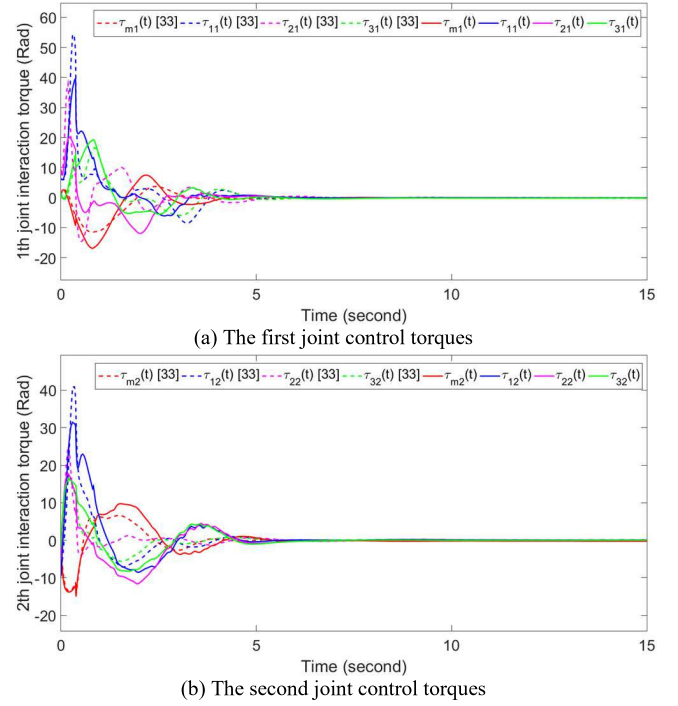 60
τm1(t) [33] τ11(t) [33] τ21(t) [33] τ31(t) [33] τm1(t) τ11(t) τ21(t) τ31(t)
50
40
30
20
10
0
-10
-20
1th joint interaction torque (Rad)
0 5 10 15
Time (second)
(a) The first joint control torques
τm2(t) [33] τ12(t) [33] τ22(t) [33] τ32(t) [33] τm2(t) τ12(t) τ22(t) τ32(t)
40
30
20
10
0
-10
-20
2th joint interaction torque (Rad)
0 5 10 15
Time (second)
(b) The second joint control torques